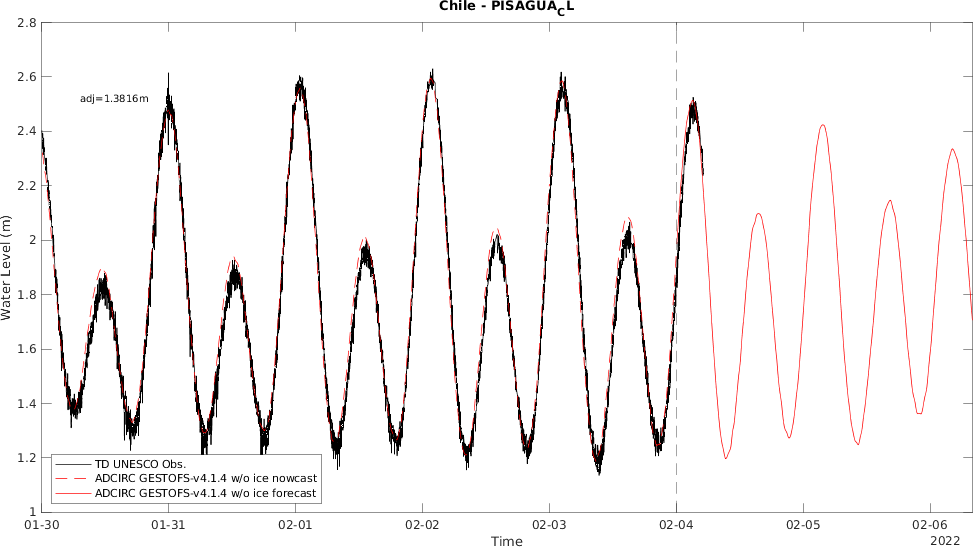 Chile - PISAGUA_CL
2.8
2.6
2.4
2.2
2
1.8
1.6
1.4
1.2
1
Water Level (m)
adj=1.3816m
TD UNESCO Obs.
ADCIRC GESTOFS-v4.1.4 w/o ice nowcast
ADCIRC GESTOFS-v4.1.4 w/o ice forecast
01-30 01-31 02-01 02-02 02-03 02-04 02-05 02-06
Time
2022